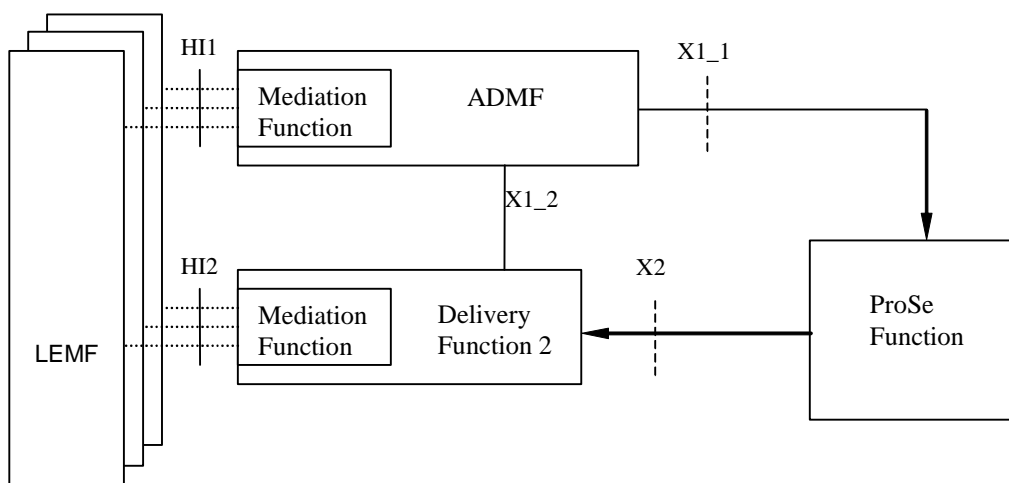 HI1
X1_1
Mediation
Function
ADMF
X1_2
HI2
X2
Mediation
Function
Delivery
Function 2
ProSe
Function
LEMF